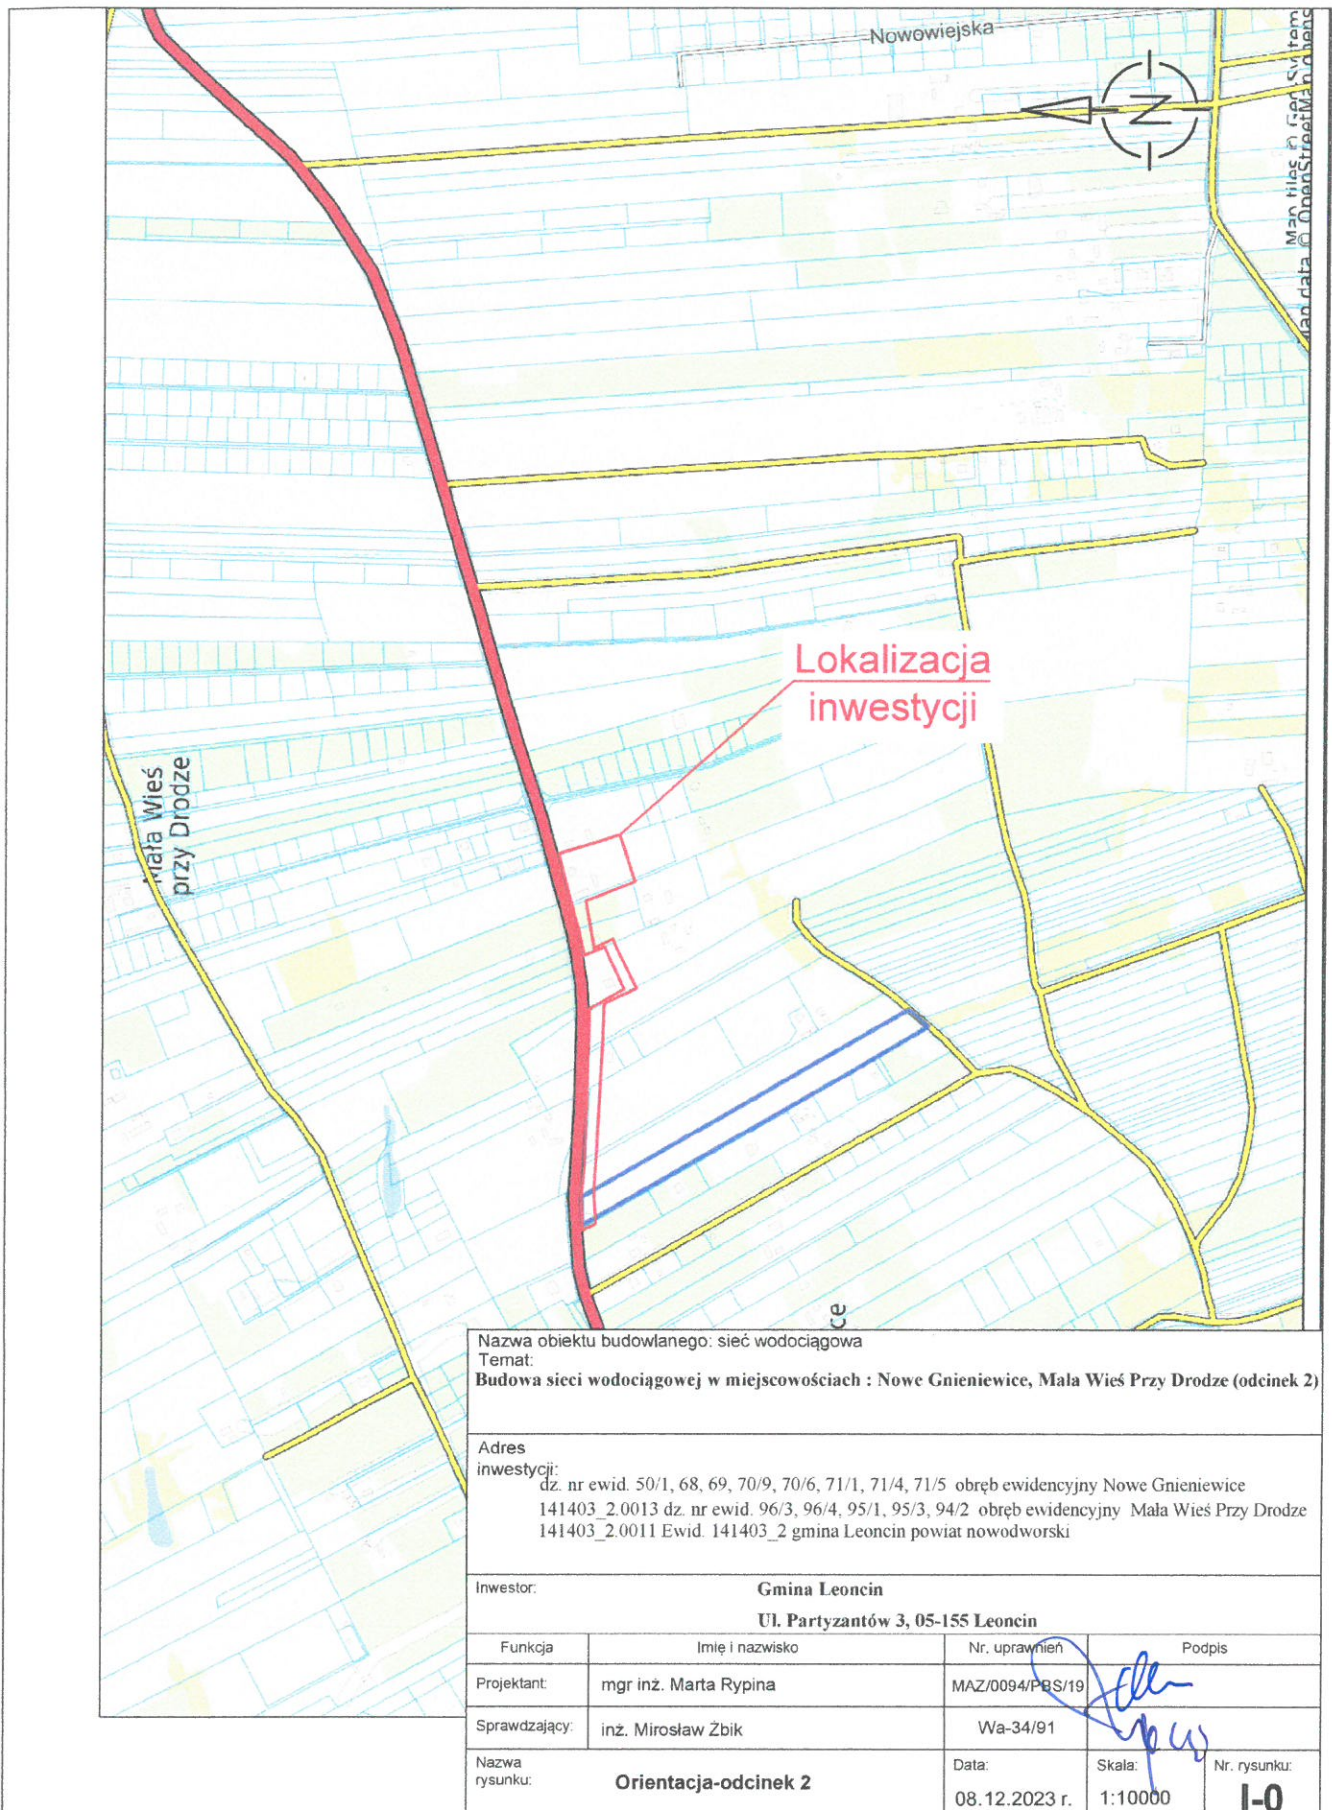 Nowowiejska
N
Map data © OpenStreetMap
Lokalizacja
inwestycji
Mała Wieś
przy Drodze
ce
Nazwa obiektu budowlanego: sieć wodociągowa
Temat:
Budowa sieci wodociągowej w miejscowościach : Nowe Gnieniewice, Mała Wieś Przy Drodze (odcinek 2)
Adres
inwestycji:
dz. nr ewid. 50/1, 68, 69, 70/9, 70/6, 71/1, 71/4, 71/5 obręb ewidencyjny Nowe Gnieniewice
141403_2.0013 dz. nr ewid. 96/3, 96/4, 95/1, 95/3, 94/2 obręb ewidencyjny Mała Wieś Przy Drodze
141403_2.0011 Ewid. 141403_2 gmina Leoncin powiat nowodworski
Inwestor:
Gmina Leoncin
Ul. Partyzantów 3, 05-155 Leoncin
Funkcja Imię i nazwisko Nr. uprawnień Podpis
Projektant: mgr inż. Marta Rypina MAZ/0094/PBS/19
Sprawdzający: inż. Mirosław Żbik Wa-34/91
Nazwa
rysunku:
Orientacja-odcinek 2
Data:
08.12.2023 r.
Skala:
1:10000
Nr. rysunku:
I-0